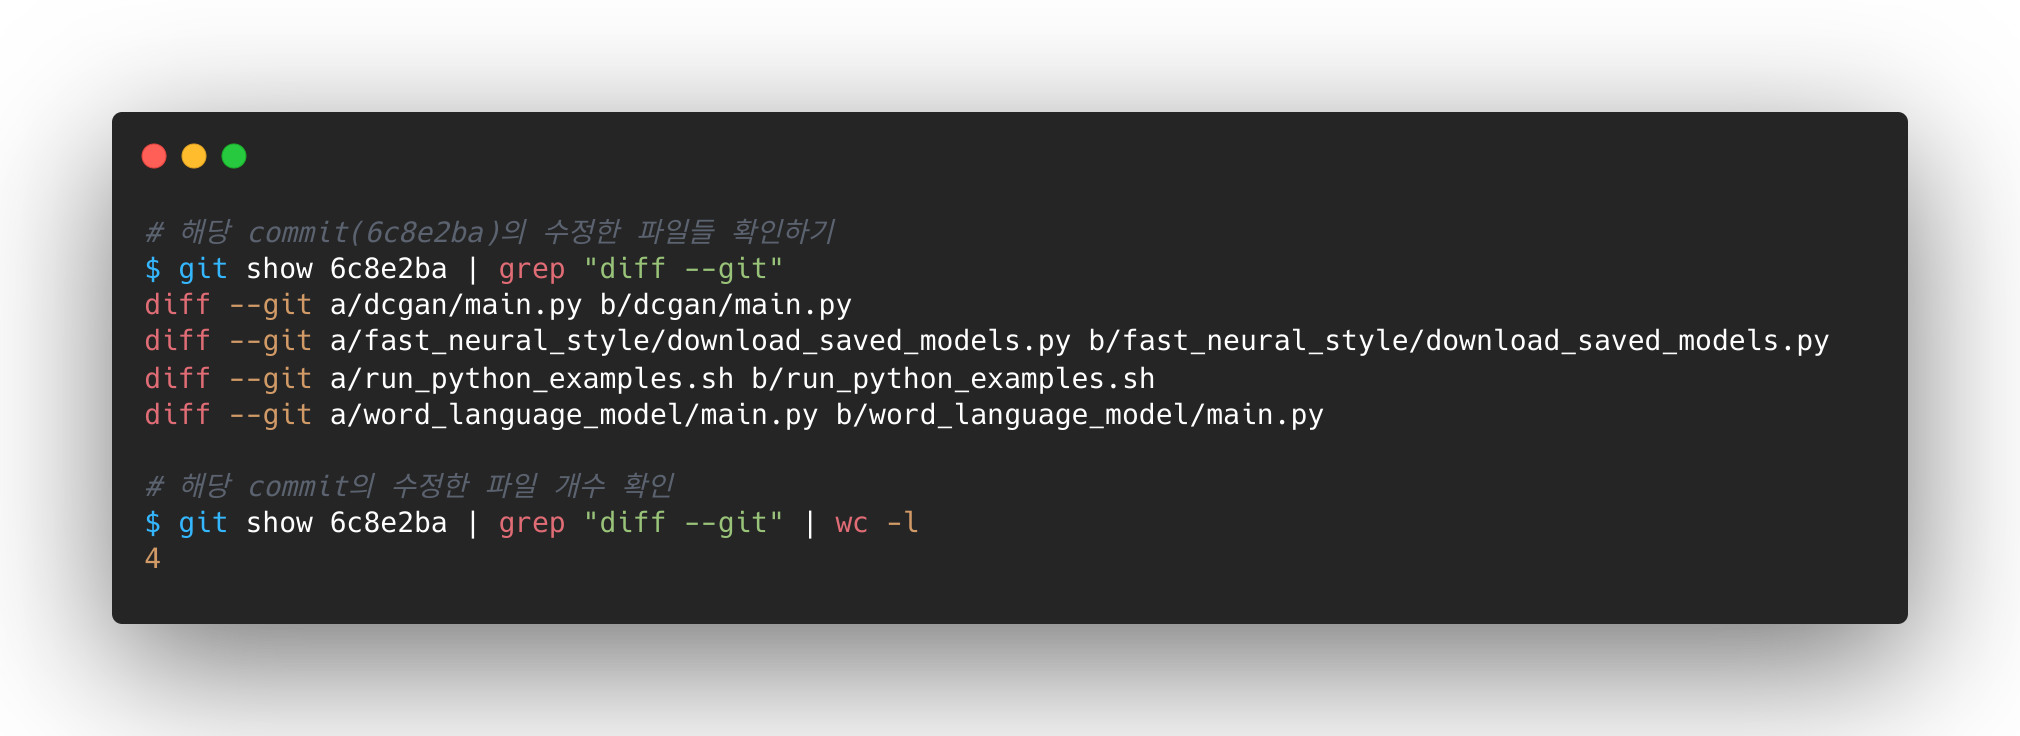 # 해당 commit(6c8e2ba)의 수정한 파일들 확인하기
$ git show 6c8e2ba | grep "diff --git"
diff --git a/dcgan/main.py b/dcgan/main.py
diff --git a/fast_neural_style/download_saved_models.py b/fast_neural_style/download_saved_models.py
diff --git a/run_python_examples.sh b/run_python_examples.sh
diff --git a/word_language_model/main.py b/word_language_model/main.py
# 해당 commit의 수정한 파일 개수 확인
$ git show 6c8e2ba | grep "diff --git" | wc -l
4